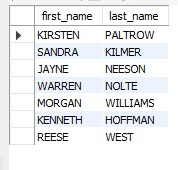 first_name last_name
KIRSTEN PALTROW
SANDRA KILMER
JAYNE NEESON
WARREN NOLTE
MORGAN WILLIAMS
KENNETH HOFFMAN
REESE WEST